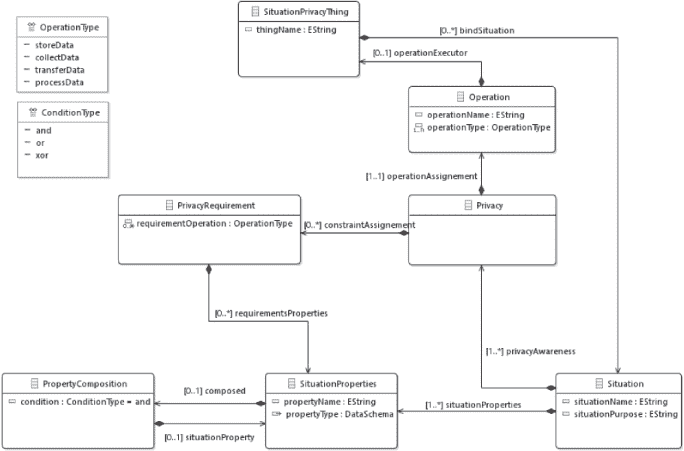 OperationType
storeData
collectData
transferData
processData
ConditionType
and
or
xor
SituationPrivacyThing
thingName : EString
[0..*] bindSituation
[0..1] operationExecutor
Operation
operationName : EString
operationType : OperationType
[1..1] operationAssignement
PrivacyRequirement
requirementOperation : OperationType
[0..*] constraintAssignement
Privacy
[0..*] requirementsProperties
[1..*] privacyAwareness
PropertyComposition
condition : ConditionType = and
[0..1] composed
[0..1] situationProperty
SituationProperties
propertyName : EString
propertyType : DataSchema
[1..*] situationProperties
Situation
situationName : EString
situationPurpose : EString